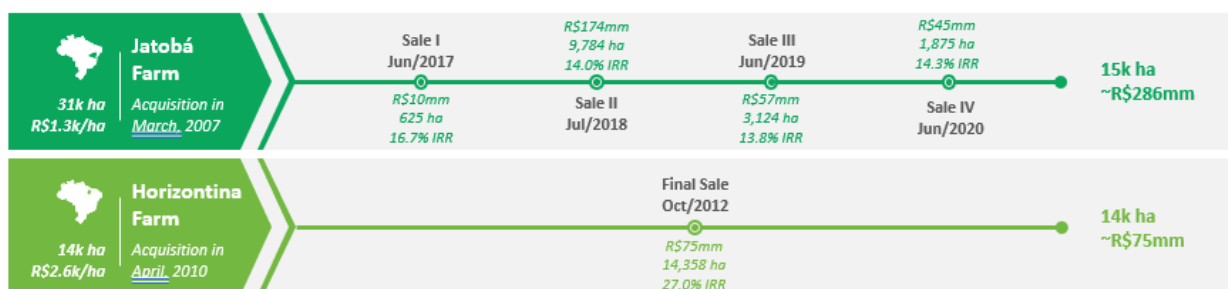 Jatobá
Farm
31k ha
R$1.3k/ha
Acquisition in
March, 2007
Sale I
Jun/2017
R$10mm
625 ha
16.7% IRR
R$174mm
9,784 ha
14.0% IRR
Sale II
Jul/2018
Sale III
Jun/2019
R$57mm
3,124 ha
13.8% IRR
R$45mm
1,875 ha
14.3% IRR
Sale IV
Jun/2020
15k ha
~R$286mm
Horizontina
Farm
14k ha
R$2.6k/ha
Acquisition in
April, 2010
Final Sale
Oct/2012
R$75mm
14,358 ha
27.0% IRR
14k ha
~R$75mm